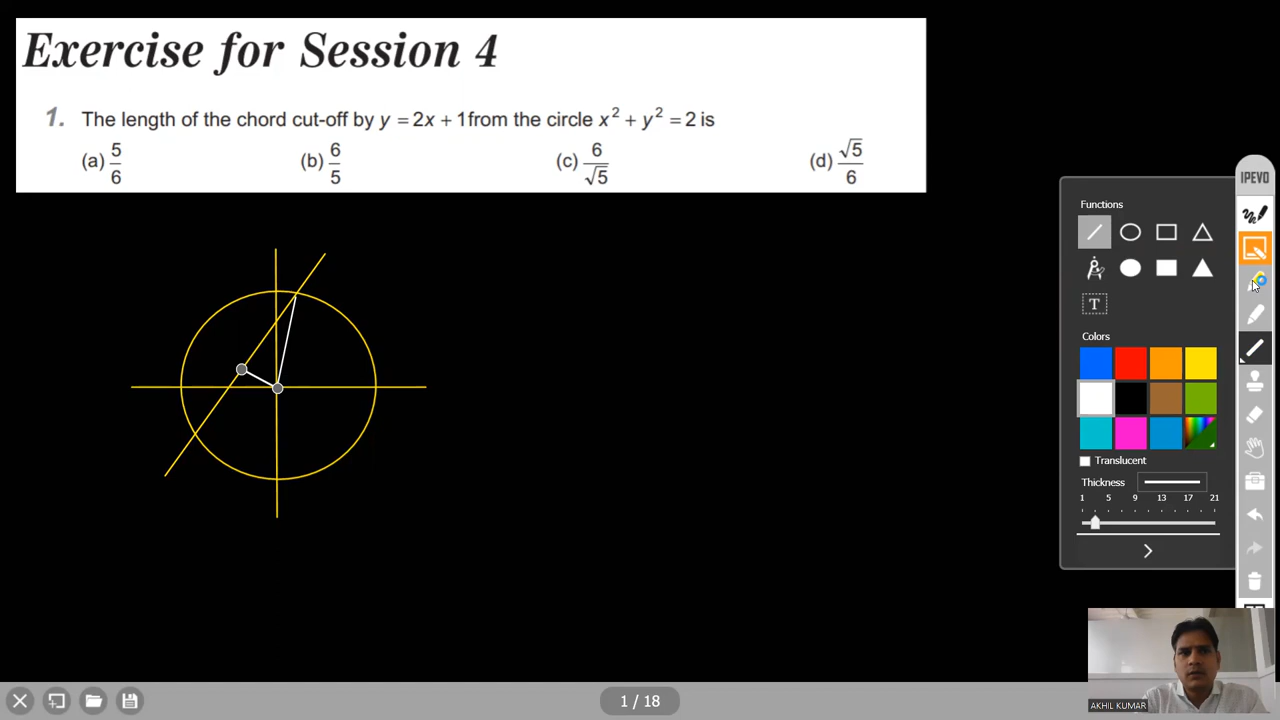 Exercise for Session 4
1. The length of the chord cut-off by y = 2x + 1 from the circle x² + y² = 2 is
(a) 5/6 (b) 6/5 (c) 6/√5 (d) √5/6
IPEVO
Functions
T
Colors
Translucent
Thickness
1 5 9 13 17 21
AKHIL KUMAR
1 / 18